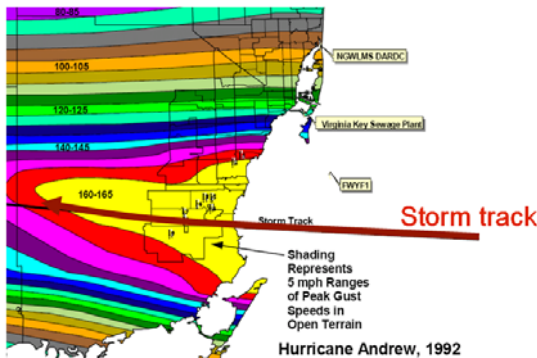 80-85
NGWLMS DARDC
100-105
120-125
Virginia Key Sewage Plant
140-145
FWYF1
160-165
Storm Track
Storm track
Shading
Represents
5 mph Ranges
of Peak Gust
Speeds in
Open Terrain
Hurricane Andrew, 1992